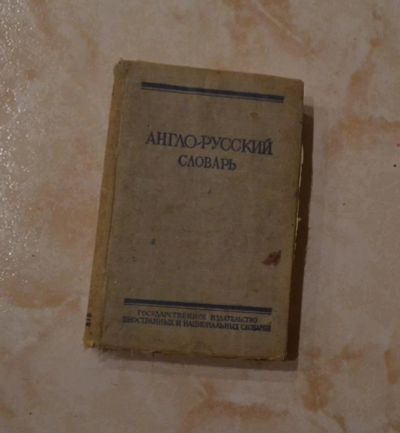 АНГЛО-РУССКИЙ
СЛОВАРЬ
ГОСУДАРСТВЕННОЕ ИЗДАТЕЛЬСТВО
ИНОСТРАННЫХ И НАЦИОНАЛЬНЫХ СЛОВАРЕЙ